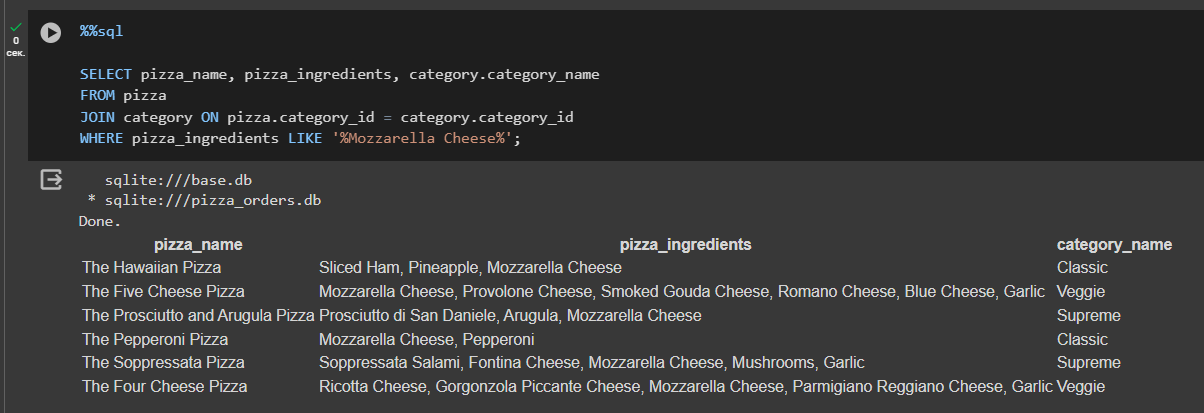 %%sql
0
сек.
SELECT pizza_name, pizza_ingredients, category.category_name
FROM pizza
JOIN category ON pizza.category_id = category.category_id
WHERE pizza_ingredients LIKE '%Mozzarella Cheese%';
sqlite:///base.db
* sqlite:///pizza_orders.db
Done.
pizza_name pizza_ingredients category_name
The Hawaiian Pizza Sliced Ham, Pineapple, Mozzarella Cheese Classic
The Five Cheese Pizza Mozzarella Cheese, Provolone Cheese, Smoked Gouda Cheese, Romano Cheese, Blue Cheese, Garlic Veggie
The Prosciutto and Arugula Pizza Prosciutto di San Daniele, Arugula, Mozzarella Cheese Supreme
The Pepperoni Pizza Mozzarella Cheese, Pepperoni Classic
The Soppressata Pizza Soppressata Salami, Fontina Cheese, Mozzarella Cheese, Mushrooms, Garlic Supreme
The Four Cheese Pizza Ricotta Cheese, Gorgonzola Piccante Cheese, Mozzarella Cheese, Parmigiano Reggiano Cheese, Garlic Veggie